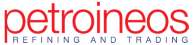 petroineos
REFINING AND TRADING